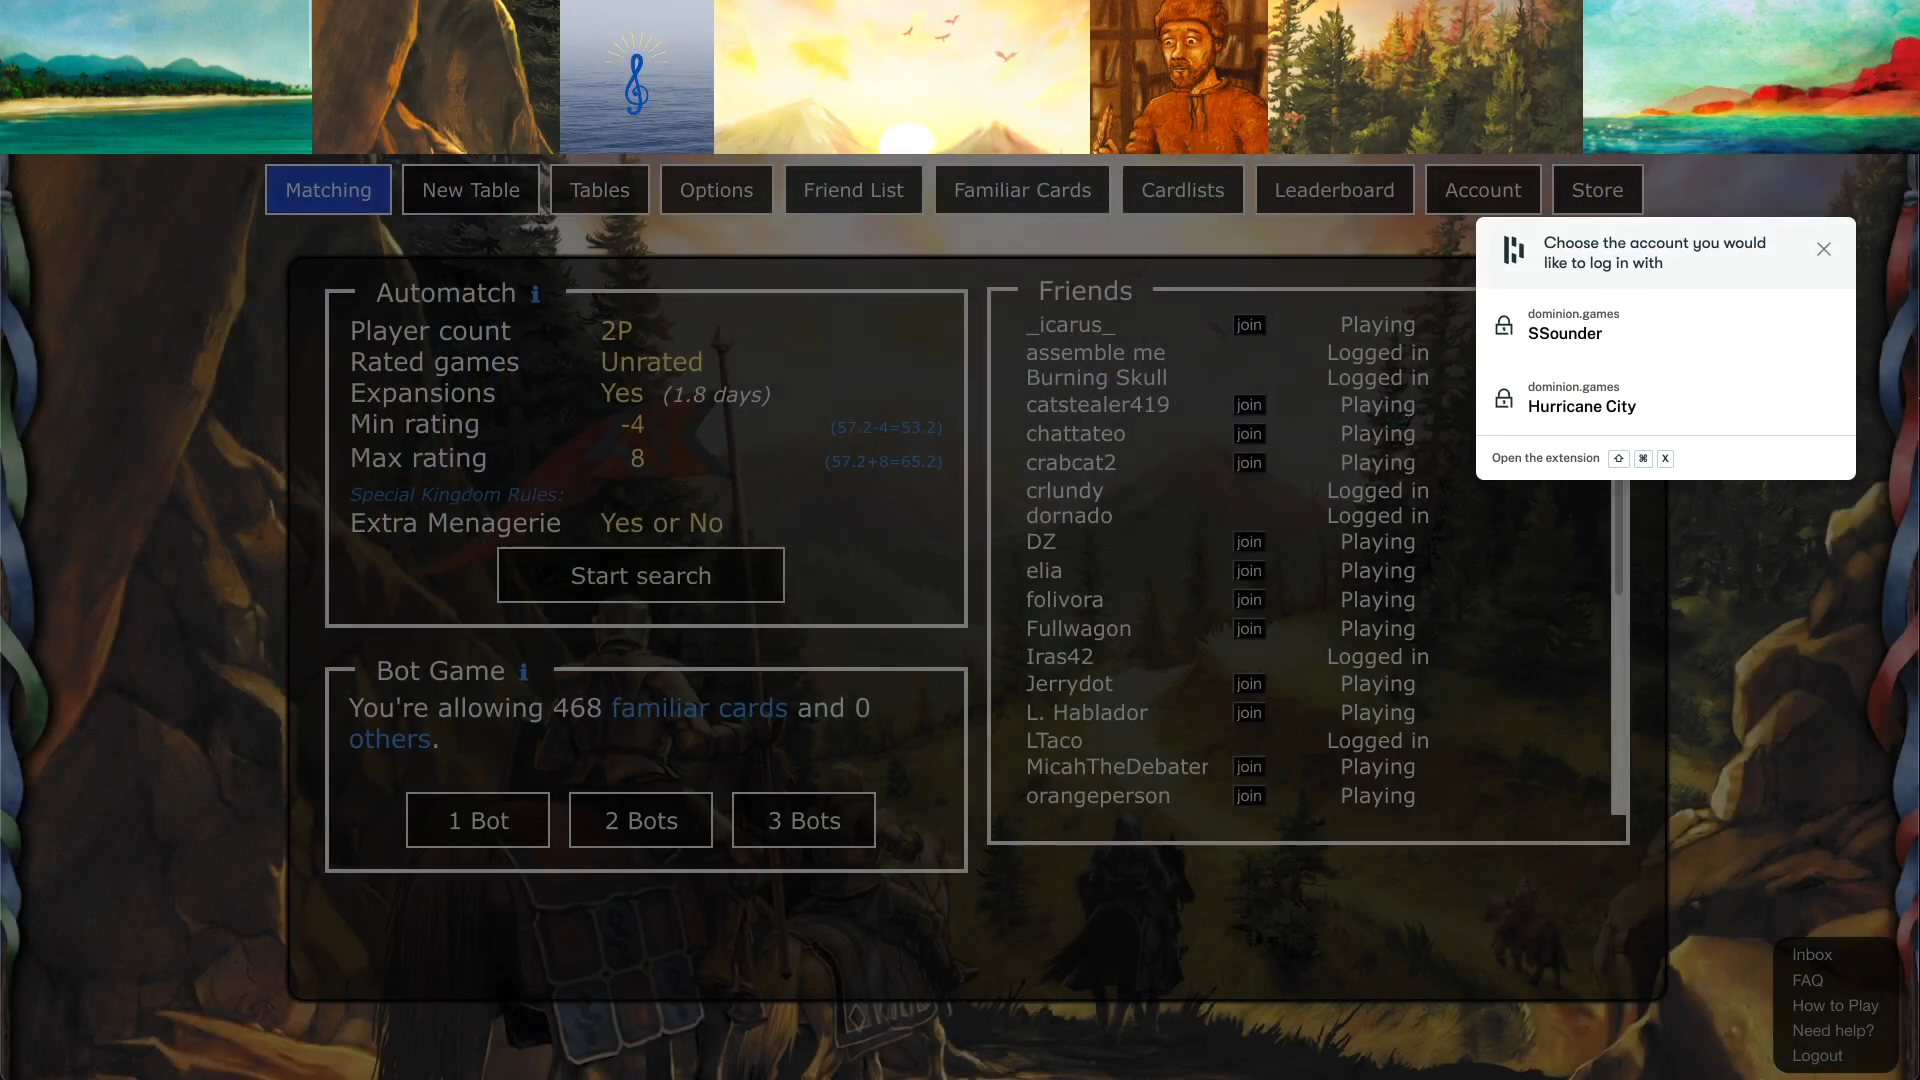 Matching
New Table
Tables
Options
Friend List
Familiar Cards
Cardlists
Leaderboard
Account
Store
Choose the account you would
like to log in with
dominion.games
SSounder
dominion.games
Hurricane City
Open the extension ⇧ ⌘ X
Automatch i
Player count 2P
Rated games Unrated
Expansions Yes (1.8 days)
Min rating -4 (57.2-4=53.2)
Max rating 8 (57.2+8=65.2)
Special Kingdom Rules:
Extra Menagerie Yes or No
Start search
Bot Game i
You're allowing 468 familiar cards and 0
others.
1 Bot
2 Bots
3 Bots
Friends
_icarus_ join Playing
assemble me Logged in
Burning Skull Logged in
catstealer419 join Playing
chattateo join Playing
crabcat2 join Playing
crlundy Logged in
dornado Logged in
DZ join Playing
elia join Playing
folivora join Playing
Fullwagon join Playing
Iras42 Logged in
Jerrydot join Playing
L. Hablador join Playing
LTaco Logged in
MicahTheDebater join Playing
orangeperson join Playing
Inbox
FAQ
How to Play
Need help?
Logout